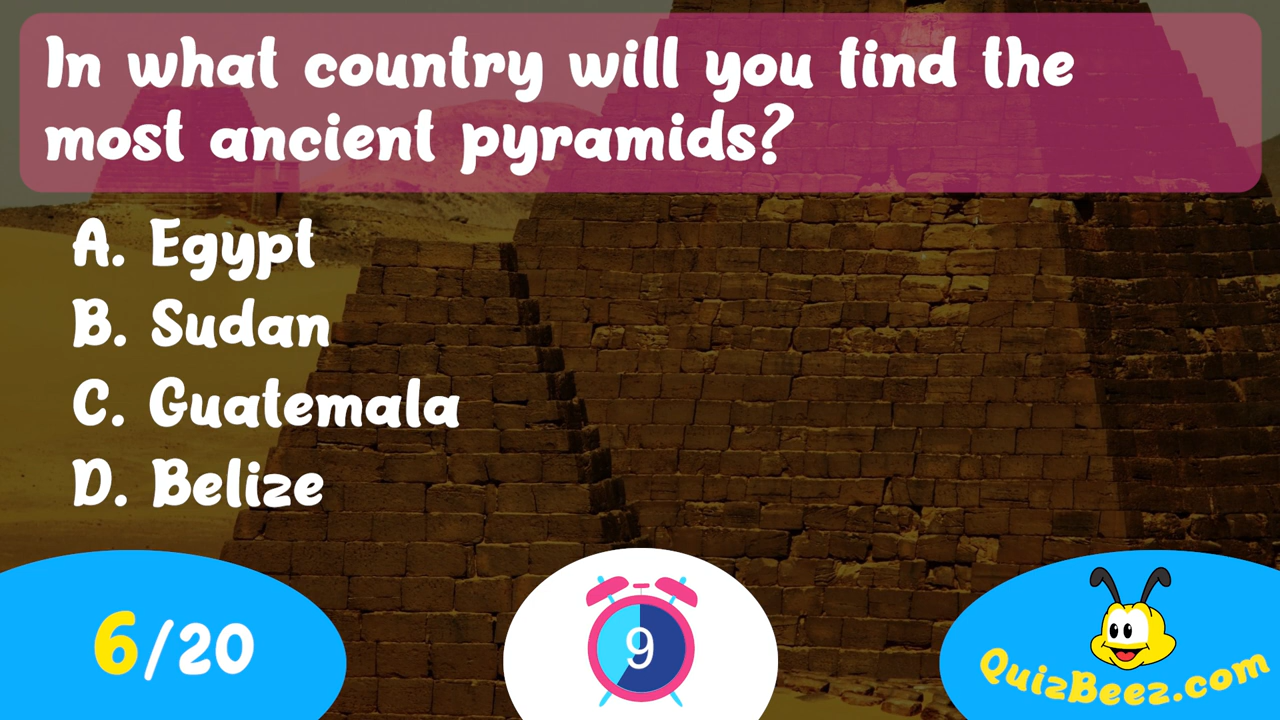 In what country will you find the
most ancient pyramids?
A. Egypt
B. Sudan
C. Guatemala
D. Belize
6/20
9
QuizBeez.com